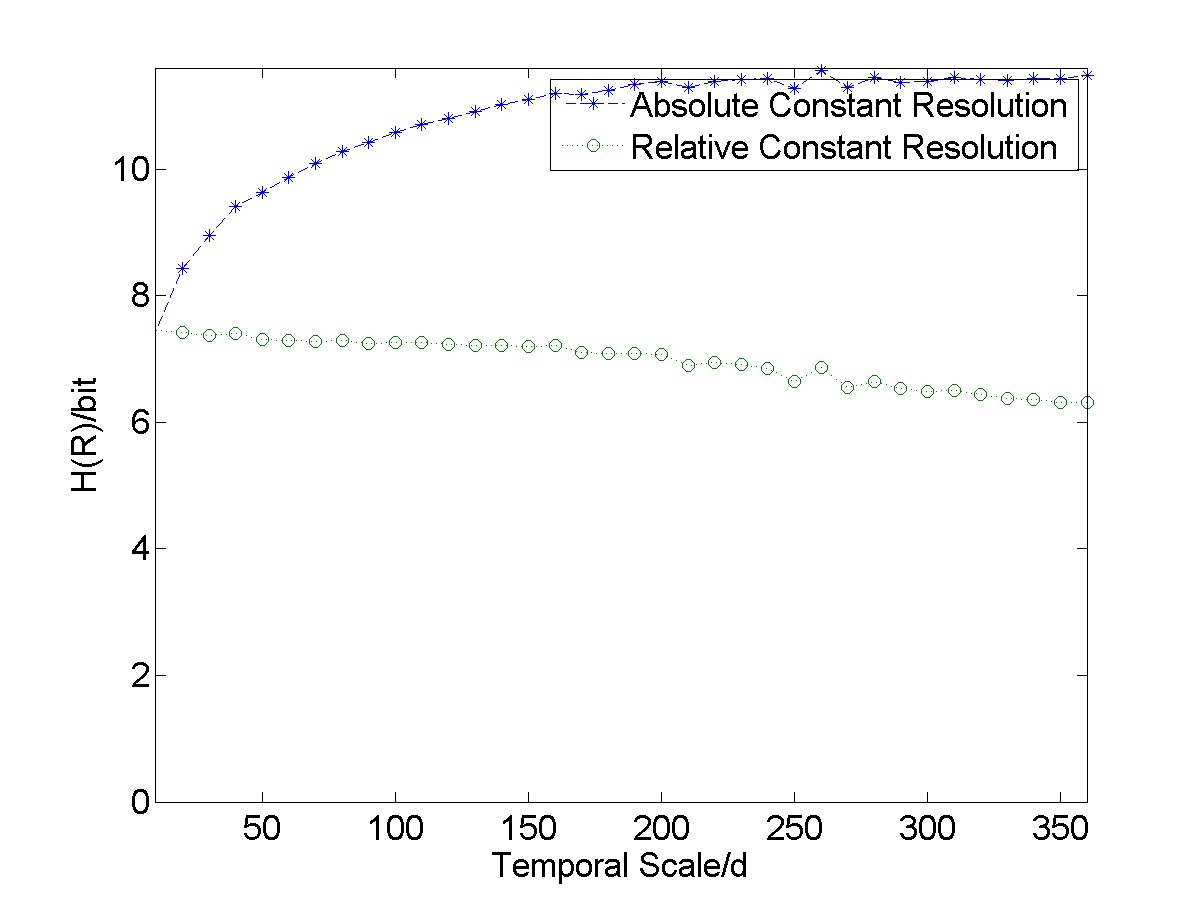 Absolute Constant Resolution
Relative Constant Resolution
10
8
6
4
2
0
H(R)/bit
50 100 150 200 250 300 350
Temporal Scale/d